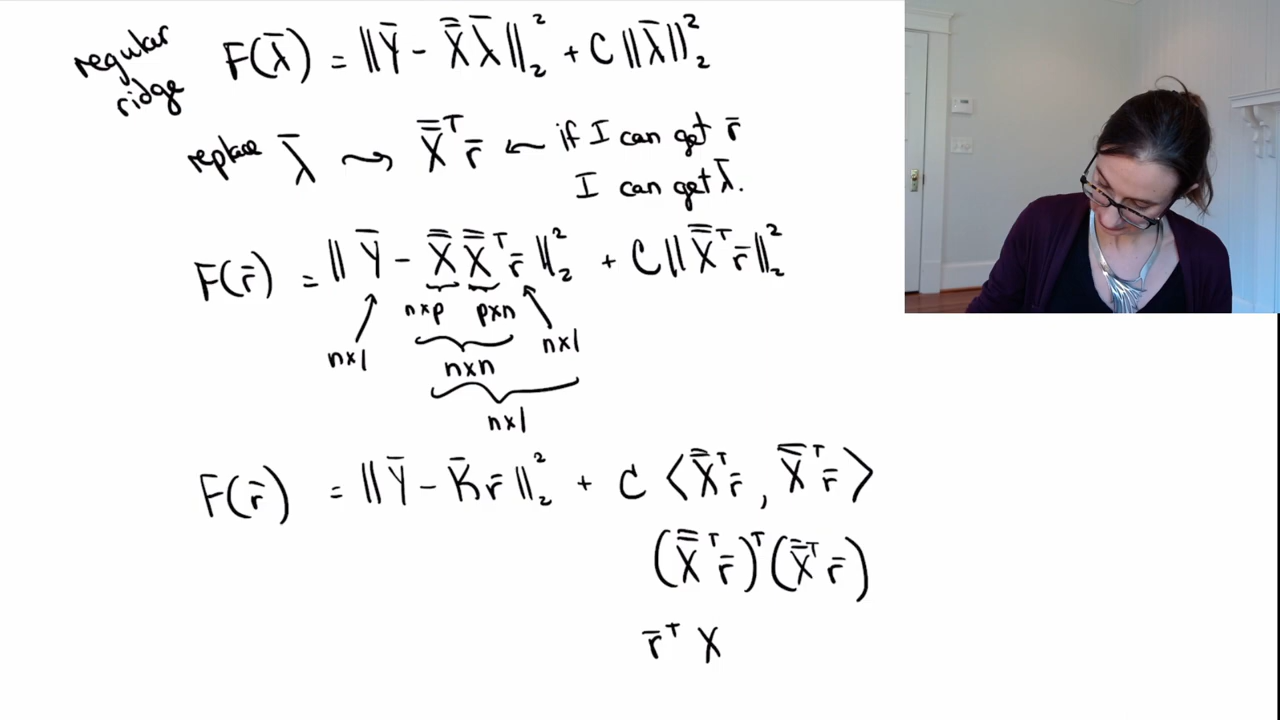 regular ridge F(λ̄) = ‖Ȳ - X̿λ̄‖₂² + C‖λ̄‖₂²
replace λ̄ ⤳ X̿ᵀr̄ ← if I can get r̄
I can get λ̄.
F(r̄) = ‖Ȳ - X̿X̿ᵀr̄‖₂² + C‖X̿ᵀr̄‖₂²
n×p p×n
n×1 n×n n×1
n×1
F(r̄) = ‖Ȳ - K̄r̄‖₂² + C⟨X̿ᵀr̄, X̿ᵀr̄⟩
(X̿ᵀr̄)ᵀ(X̿ᵀr̄)
r̄ᵀX